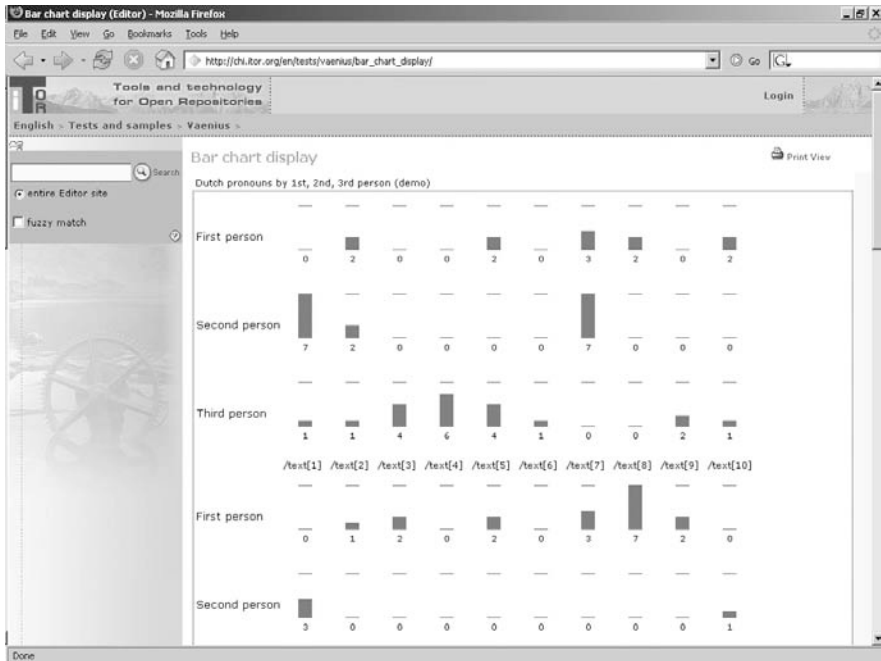 Bar chart display (Editor) - Mozilla Firefox
File Edit View Go Bookmarks Tools Help
http://chi.itor.org/en/tests/vaenius/bar_chart_display/ Go G
iTOR Tools and technology
for Open Repositories Login
English > Tests and samples > Vaenius >
Search
entire Editor site
fuzzy match
Bar chart display Print View
Dutch pronouns by 1st, 2nd, 3rd person (demo)
First person
0 2 0 0 2 0 3 2 0 2
Second person
7 2 0 0 0 0 7 0 0 0
Third person
1 1 4 6 4 1 0 0 2 1
/text[1] /text[2] /text[3] /text[4] /text[5] /text[6] /text[7] /text[8] /text[9] /text[10]
First person
0 1 2 0 2 0 3 7 2 0
Second person
3 0 0 0 0 0 0 0 0 1
Done